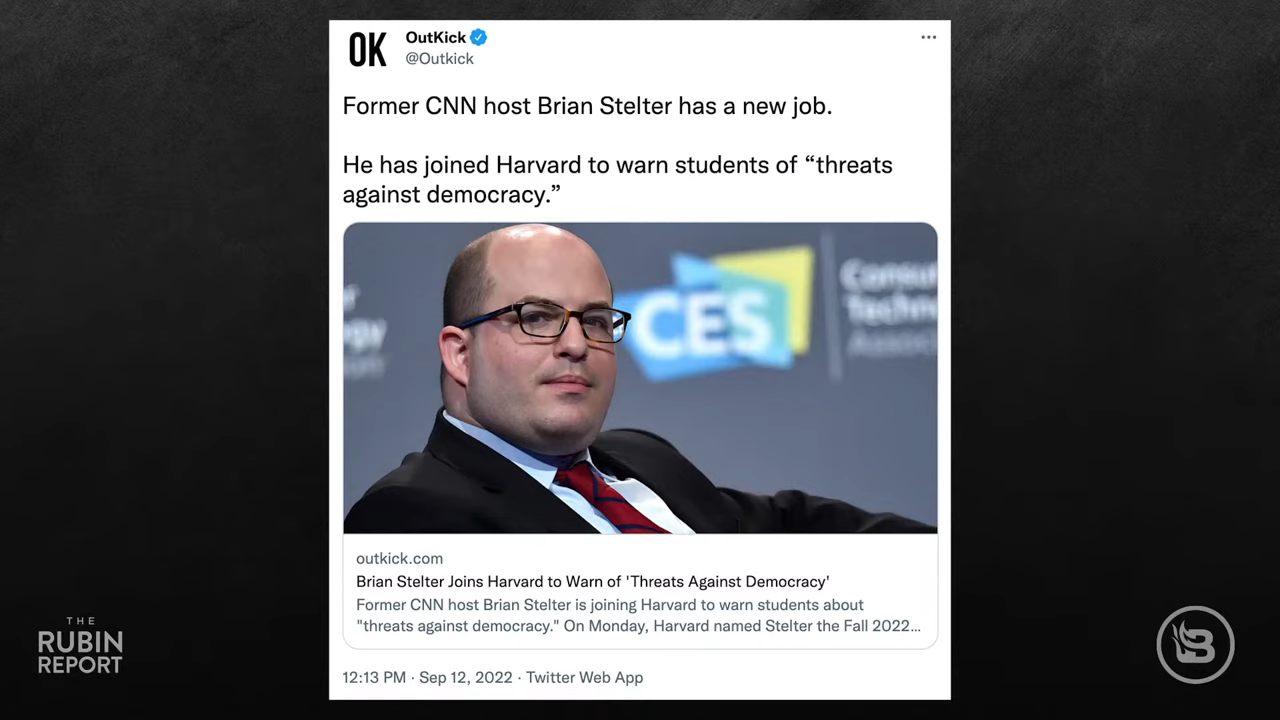 OK
OutKick
@Outkick
Former CNN host Brian Stelter has a new job.
He has joined Harvard to warn students of “threats
against democracy.”
CES
outkick.com
Brian Stelter Joins Harvard to Warn of 'Threats Against Democracy'
Former CNN host Brian Stelter is joining Harvard to warn students about
"threats against democracy." On Monday, Harvard named Stelter the Fall 2022...
12:13 PM · Sep 12, 2022 · Twitter Web App
THE
RUBIN
REPORT
B